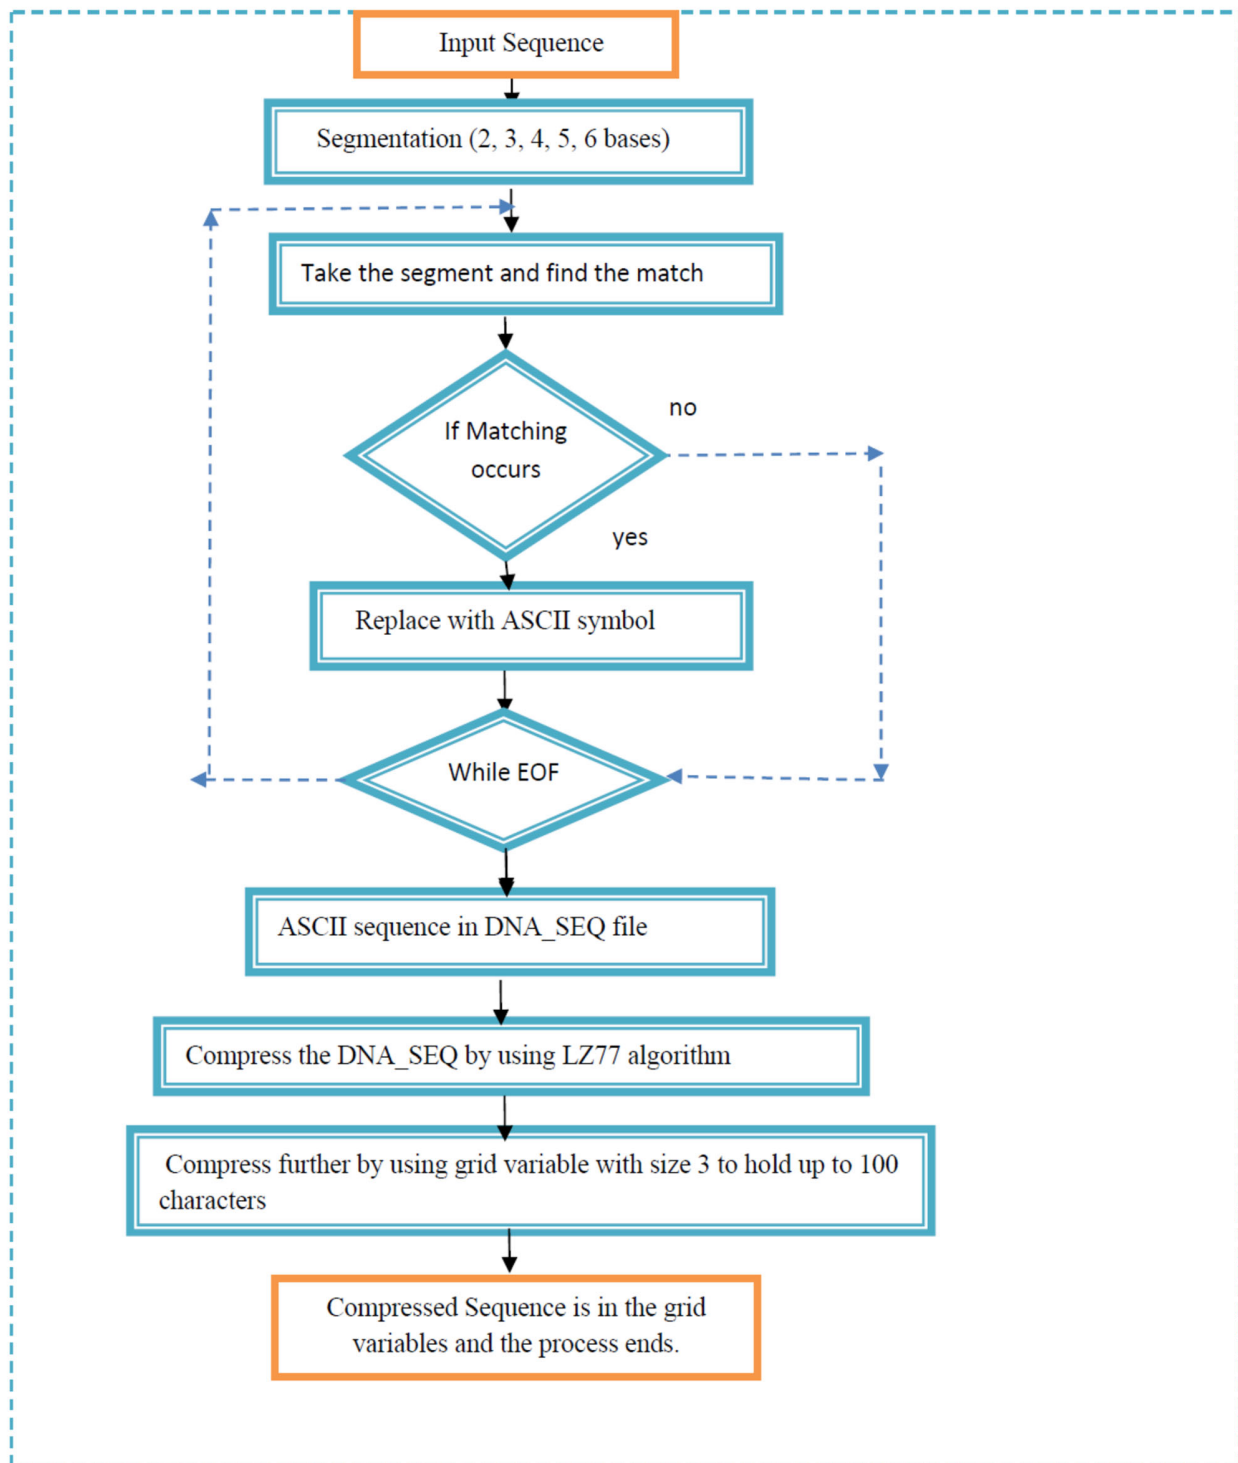 Input Sequence
Segmentation (2, 3, 4, 5, 6 bases)
Take the segment and find the match
no
If Matching
occurs
yes
Replace with ASCII symbol
While EOF
ASCII sequence in DNA_SEQ file
Compress the DNA_SEQ by using LZ77 algorithm
Compress further by using grid variable with size 3 to hold up to 100
characters
Compressed Sequence is in the grid
variables and the process ends.